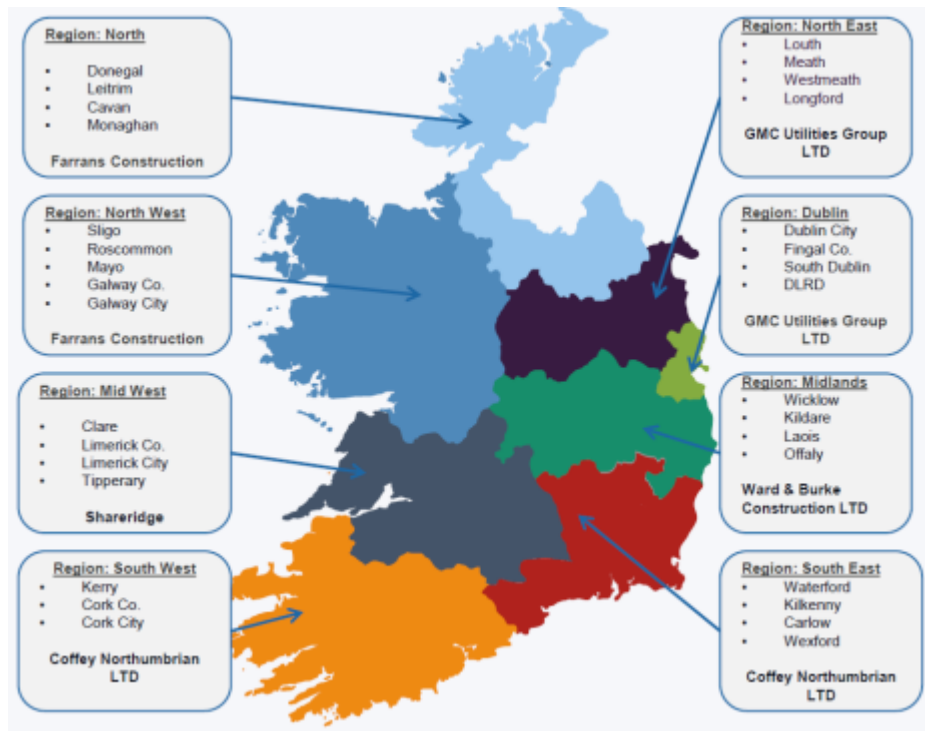 Region: North
• Donegal
• Leitrim
• Cavan
• Monaghan
Farrans Construction
Region: North West
• Sligo
• Roscommon
• Mayo
• Galway Co.
• Galway City
Farrans Construction
Region: Mid West
• Clare
• Limerick Co.
• Limerick City
• Tipperary
Shareridge
Region: South West
• Kerry
• Cork Co.
• Cork City
Coffey Northumbrian
LTD
Region: North East
• Louth
• Meath
• Westmeath
• Longford
GMC Utilities Group
LTD
Region: Dublin
• Dublin City
• Fingal Co.
• South Dublin
• DLRD
GMC Utilities Group
LTD
Region: Midlands
• Wicklow
• Kildare
• Laois
• Offaly
Ward & Burke
Construction LTD
Region: South East
• Waterford
• Kilkenny
• Carlow
• Wexford
Coffey Northumbrian
LTD